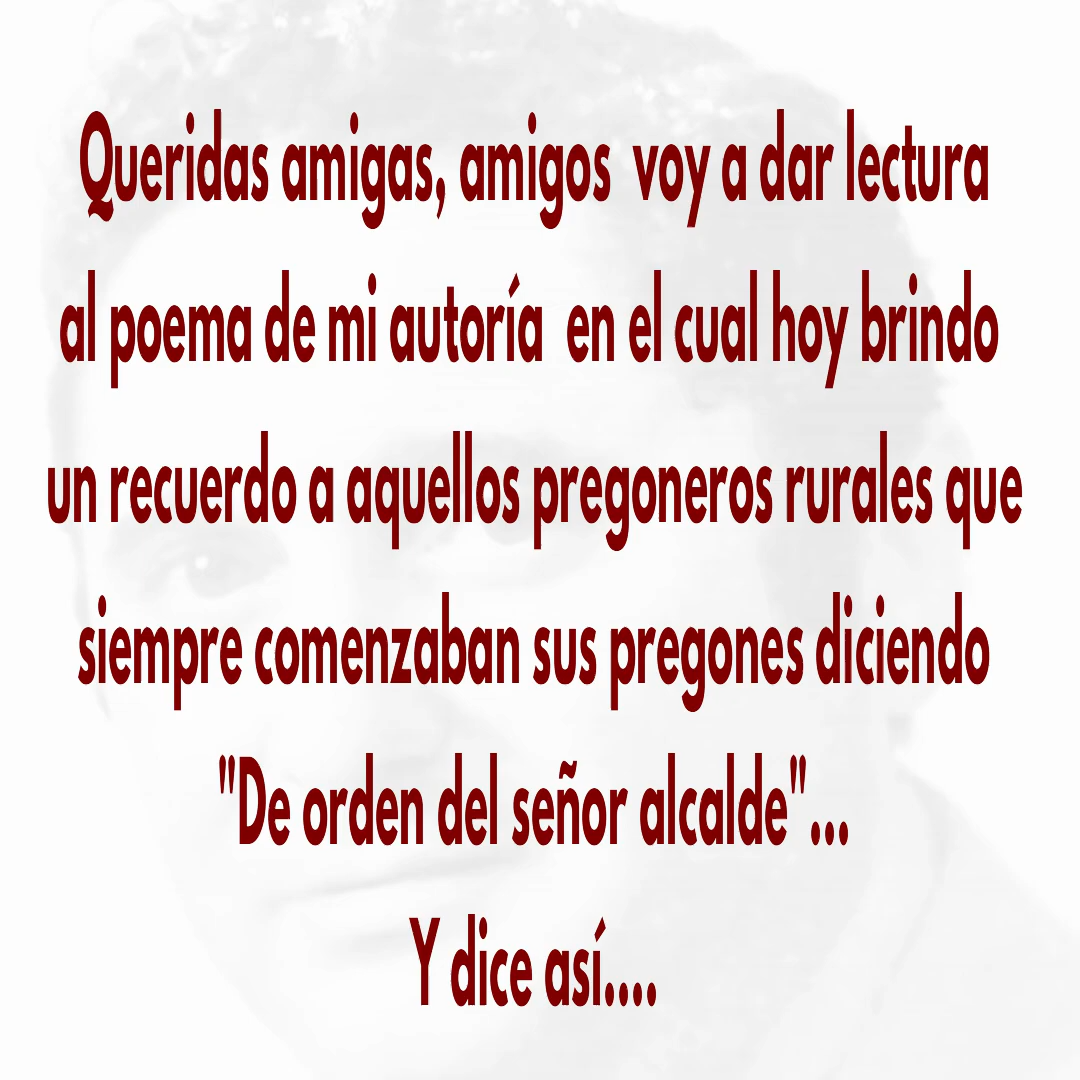 Queridas amigas, amigos  voy a dar lectura
al poema de mi autoría  en el cual hoy brindo
un recuerdo a aquellos pregoneros rurales que
siempre comenzaban sus pregones diciendo
"De orden del señor alcalde"...
Y dice así....